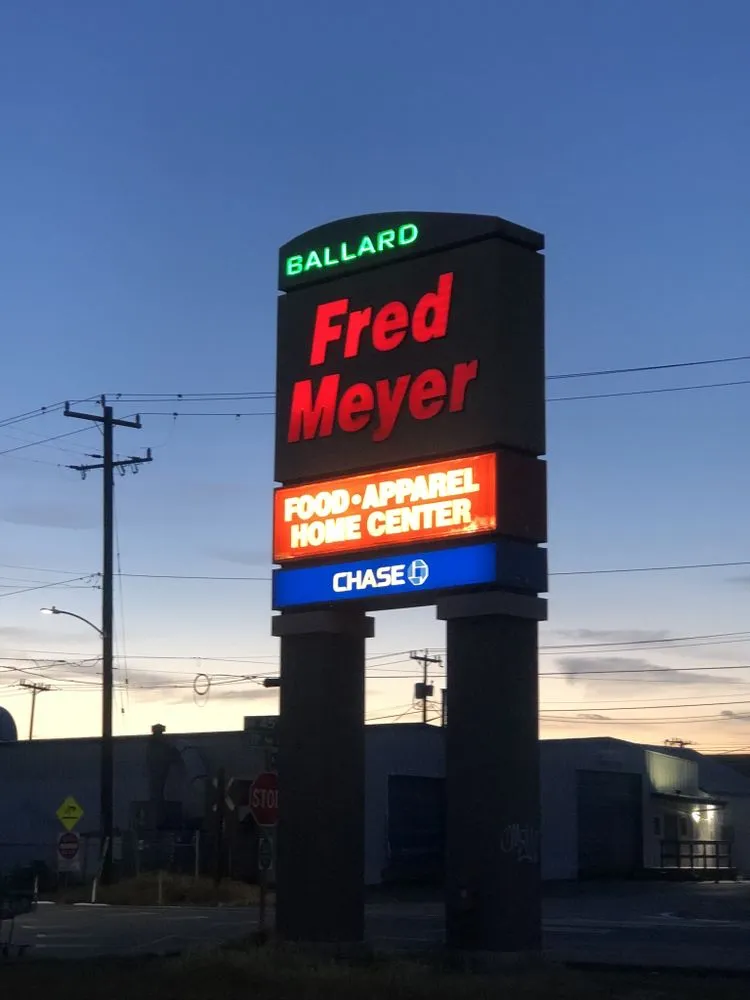 BALLARD
Fred
Meyer
FOOD • APPAREL
HOME CENTER
CHASE
STOP